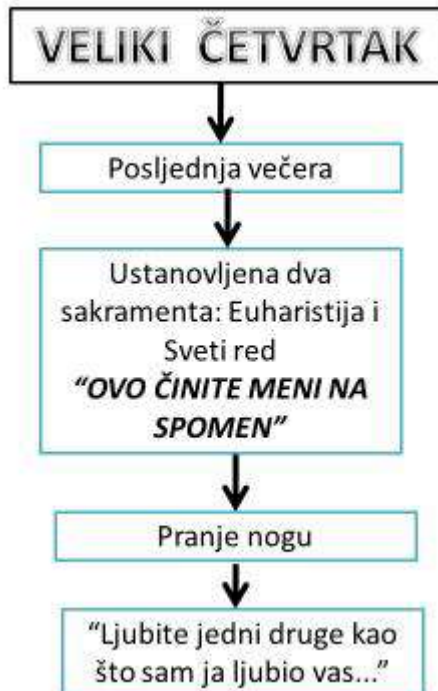 VELIKI ČETVRTAK
Posljednja večera
Ustanovljena dva
sakramenta: Euharistija i
Sveti red
“OVO ČINITE MENI NA
SPOMEN”
Pranje nogu
“Ljubite jedni druge kao
što sam ja ljubio vas...”